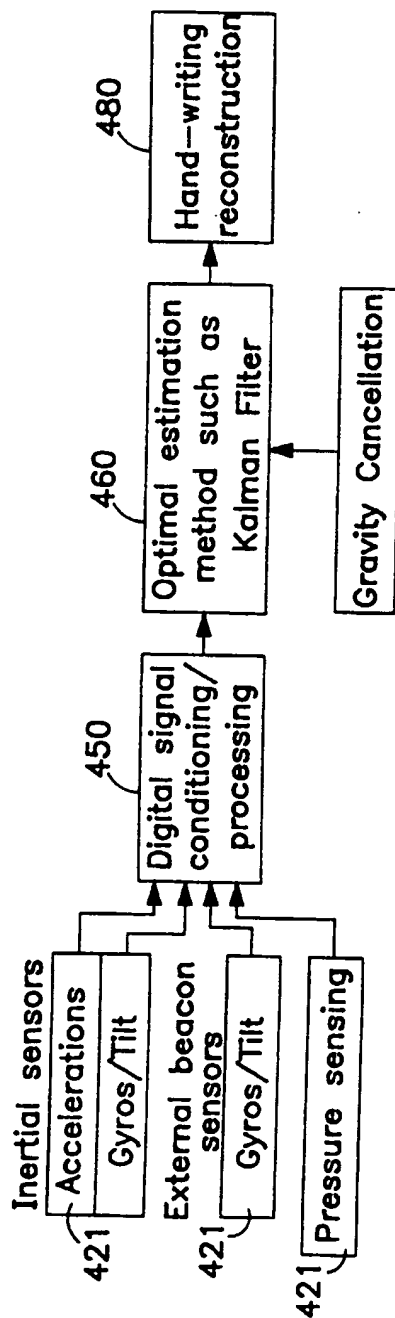 Inertial sensors
Accelerations
Gyros/Tilt
421
External beacon
sensors
Gyros/Tilt
421
Pressure sensing
421
450
Digital signal
conditioning/
processing
460
Optimal estimation
method such as
Kalman Filter
Gravity Cancellation
480
Hand-writing
reconstruction